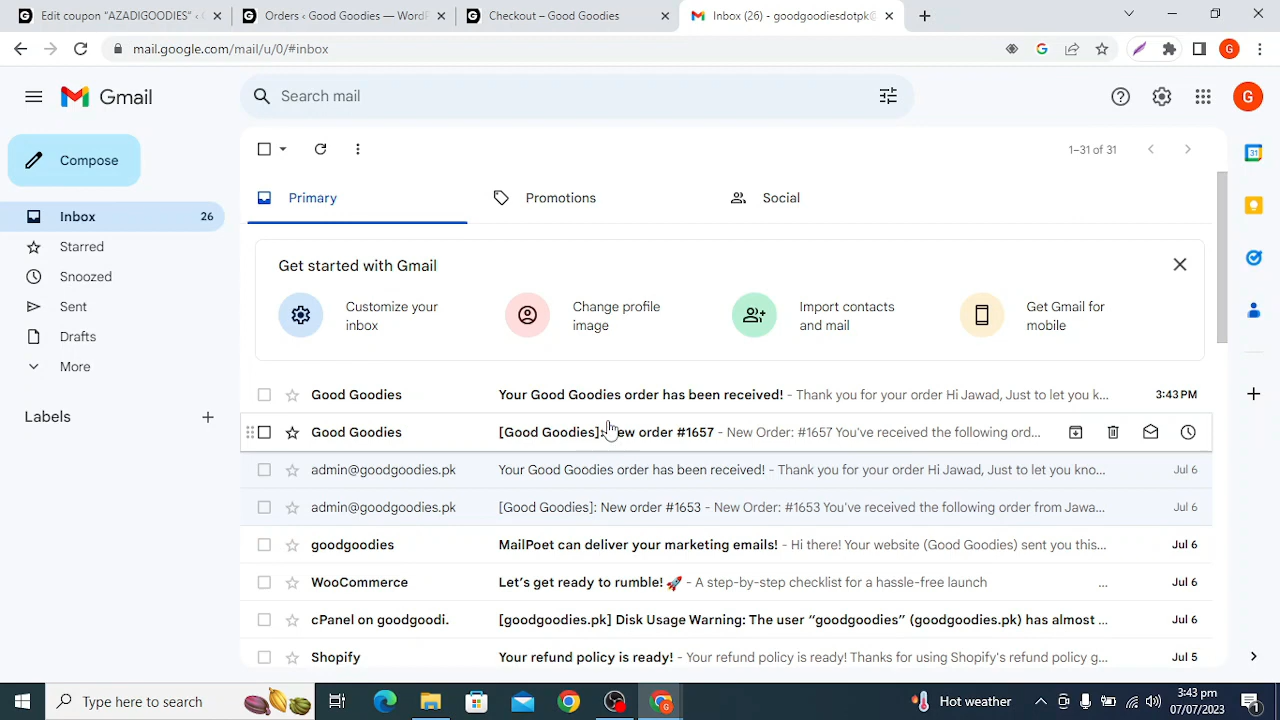 Edit coupon "AZADIGOODIES" ‹ G
Orders ‹ Good Goodies — WordP
Checkout – Good Goodies
Inbox (26) - goodgoodiesdotpk@
mail.google.com/mail/u/0/#inbox
G
Gmail
Search mail
G
Compose
1–31 of 31
31
Primary
Promotions
Social
Inbox 26
Starred
Snoozed
Sent
Drafts
More
Labels
Get started with Gmail
Customize your
inbox
Change profile
image
Import contacts
and mail
Get Gmail for
mobile
Good Goodies Your Good Goodies order has been received! - Thank you for your order Hi Jawad, Just to let you k... 3:43 PM
Good Goodies [Good Goodies]: New order #1657 - New Order: #1657 You've received the following ord...
admin@goodgoodies.pk Your Good Goodies order has been received! - Thank you for your order Hi Jawad, Just to let you kno... Jul 6
admin@goodgoodies.pk [Good Goodies]: New order #1653 - New Order: #1653 You've received the following order from Jawa... Jul 6
goodgoodies MailPoet can deliver your marketing emails! - Hi there! Your website (Good Goodies) sent you this... Jul 6
WooCommerce Let's get ready to rumble! 🚀 - A step-by-step checklist for a hassle-free launch ... Jul 6
cPanel on goodgoodi. [goodgoodies.pk] Disk Usage Warning: The user "goodgoodies" (goodgoodies.pk) has almost ... Jul 6
Shopify Your refund policy is ready! - Your refund policy is ready! Thanks for using Shopify's refund policy g... Jul 5
Type here to search
Hot weather
3:43 pm
07/07/2023
1